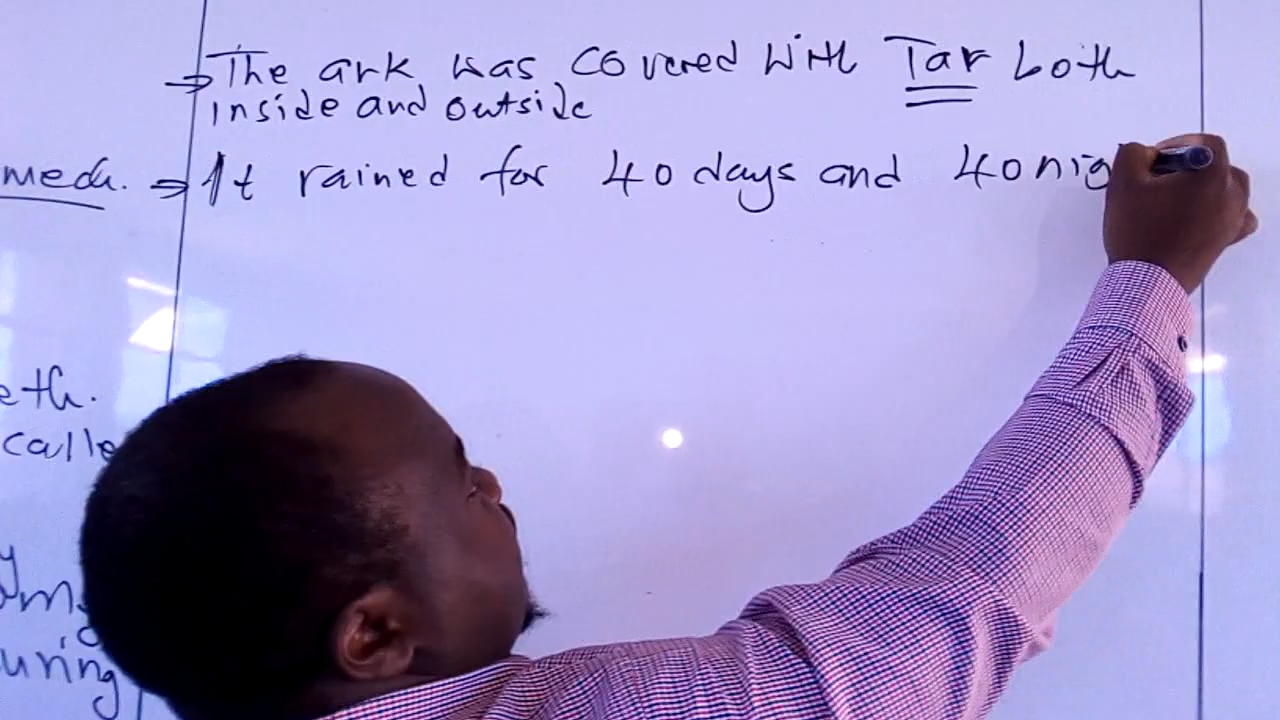 → The ark was covered with Tar both
inside and outside
⇒ It rained for 40 days and 40 nig
eth.
calle
uring